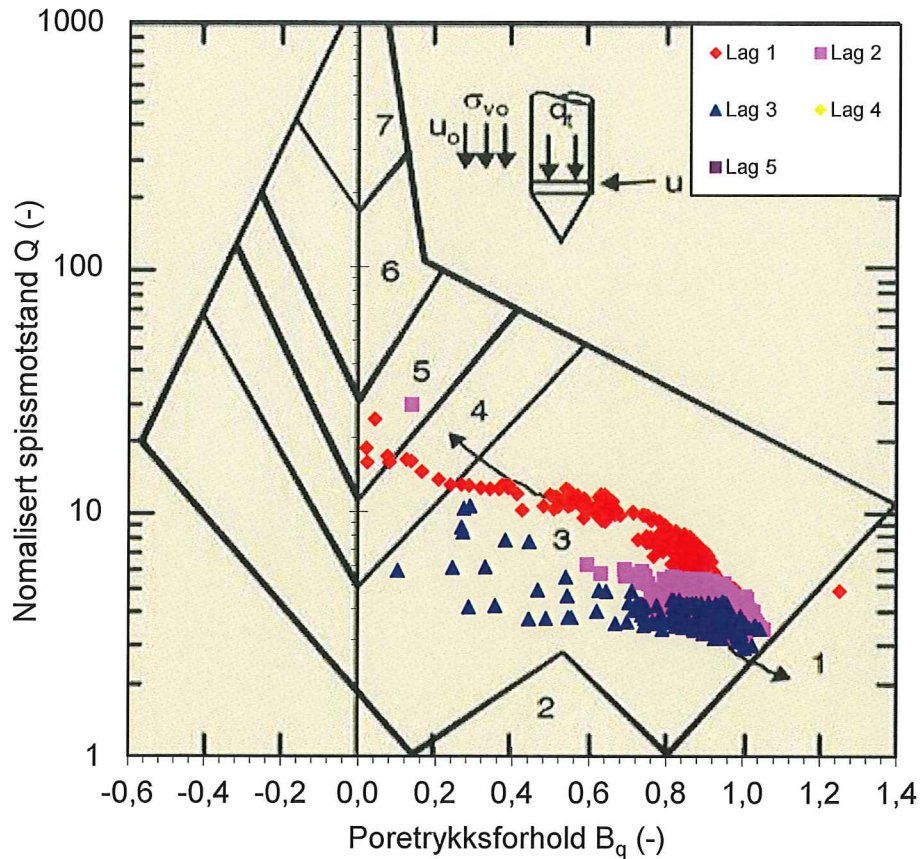 1000
100
10
1
Nomalisert spissmotstand Q (-)
-0,6
-0,4
-0,2
0,0
0,2
0,4
0,6
0,8
1,0
1,2
1,4
Poretrykksforhold Bq (-)
Lag 1
Lag 2
Lag 3
Lag 4
Lag 5
σvo
uo
qt
u
7
6
5
4
3
2
1